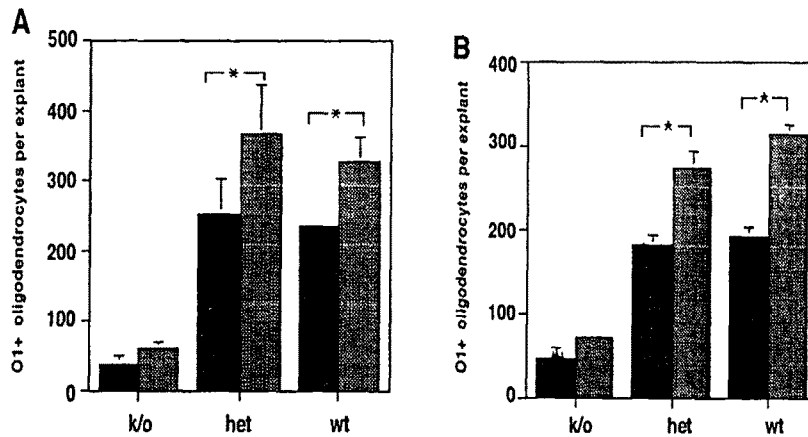 A
O1+ oligodendrocytes per explant
500
400
300
200
100
0
*
*
k/o het wt
B
O1+ oligodendrocytes per explant
400
300
200
100
0
*
*
k/o het wt